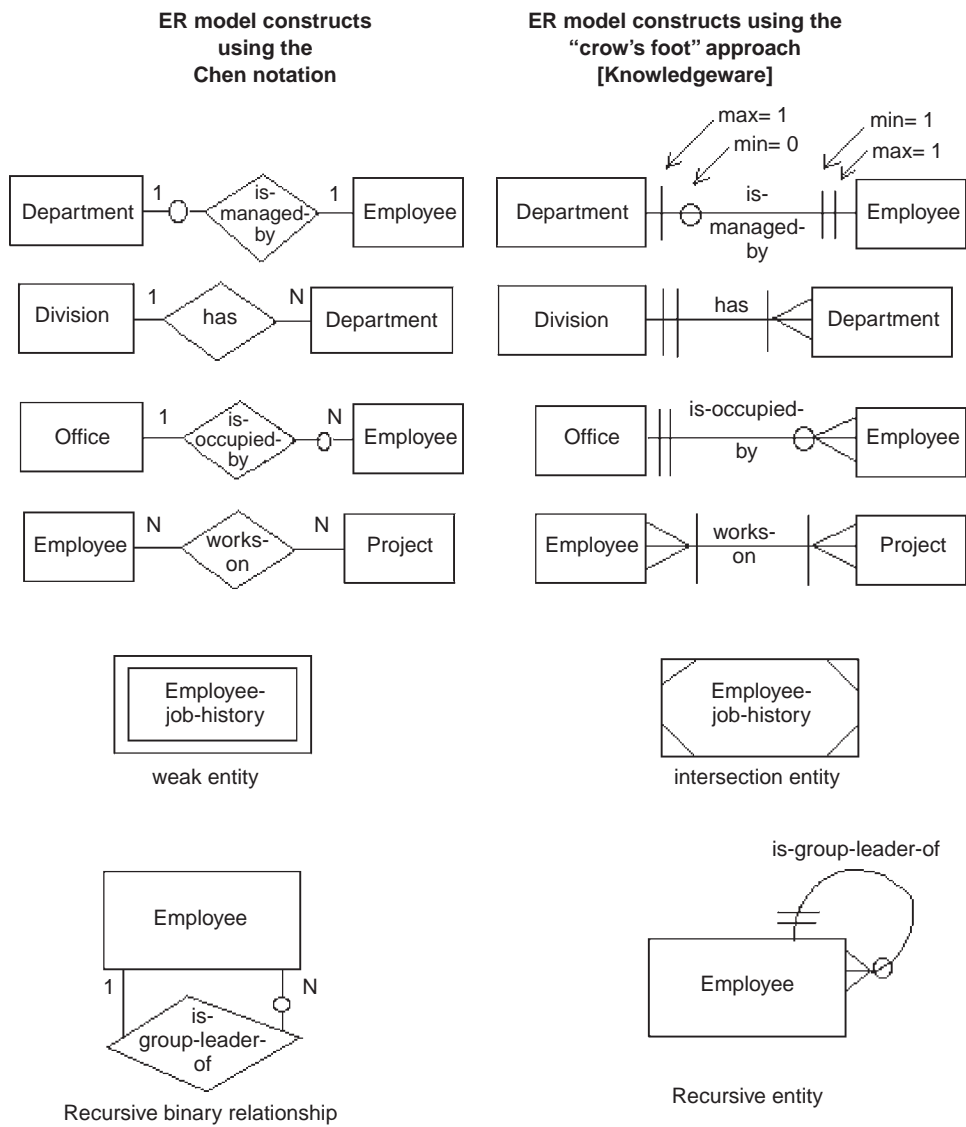 ER model constructs
using the
Chen notation
ER model constructs using the
“crow’s foot” approach
[Knowledgeware]
max= 1
min= 0
min= 1
max= 1
Department
1
is-
managed-
by
1
Employee
Department
is-
managed-
by
Employee
Division
1
has
N
Department
Division
has
Department
Office
1
is-
occupied-
by
N
Employee
Office
is-occupied-
by
Employee
Employee
N
works-
on
N
Project
Employee
works-
on
Project
Employee-
job-history
weak entity
Employee-
job-history
intersection entity
Employee
1
N
is-
group-leader-
of
Recursive binary relationship
is-group-leader-of
Employee
Recursive entity